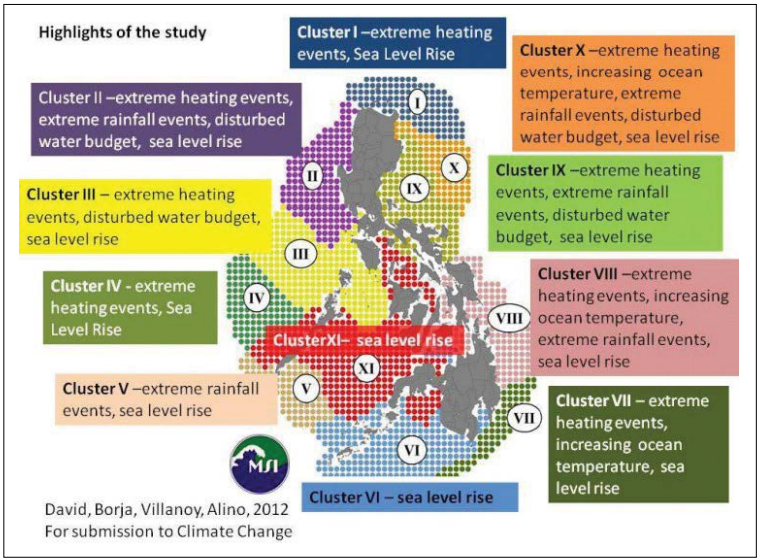 Highlights of the study
Cluster I –extreme heating
events, Sea Level Rise
Cluster X –extreme heating
events, increasing ocean
temperature, extreme
rainfall events, disturbed
water budget, sea level rise
Cluster II –extreme heating events,
extreme rainfall events, disturbed
water budget, sea level rise
Cluster IX –extreme heating
events, extreme rainfall
events, disturbed water
budget, sea level rise
Cluster III – extreme heating
events, disturbed water budget,
sea level rise
Cluster IV - extreme
heating events, Sea
Level Rise
Cluster VIII –extreme
heating events, increasing
ocean temperature,
extreme rainfall events,
sea level rise
ClusterXI– sea level rise
Cluster V –extreme rainfall
events, sea level rise
Cluster VII – extreme
heating events,
increasing ocean
temperature, sea
level rise
Cluster VI – sea level rise
I
II
X
IX
III
IV
VIII
XI
V
VII
VI
MSI
David, Borja, Villanoy, Alino, 2012
For submission to Climate Change